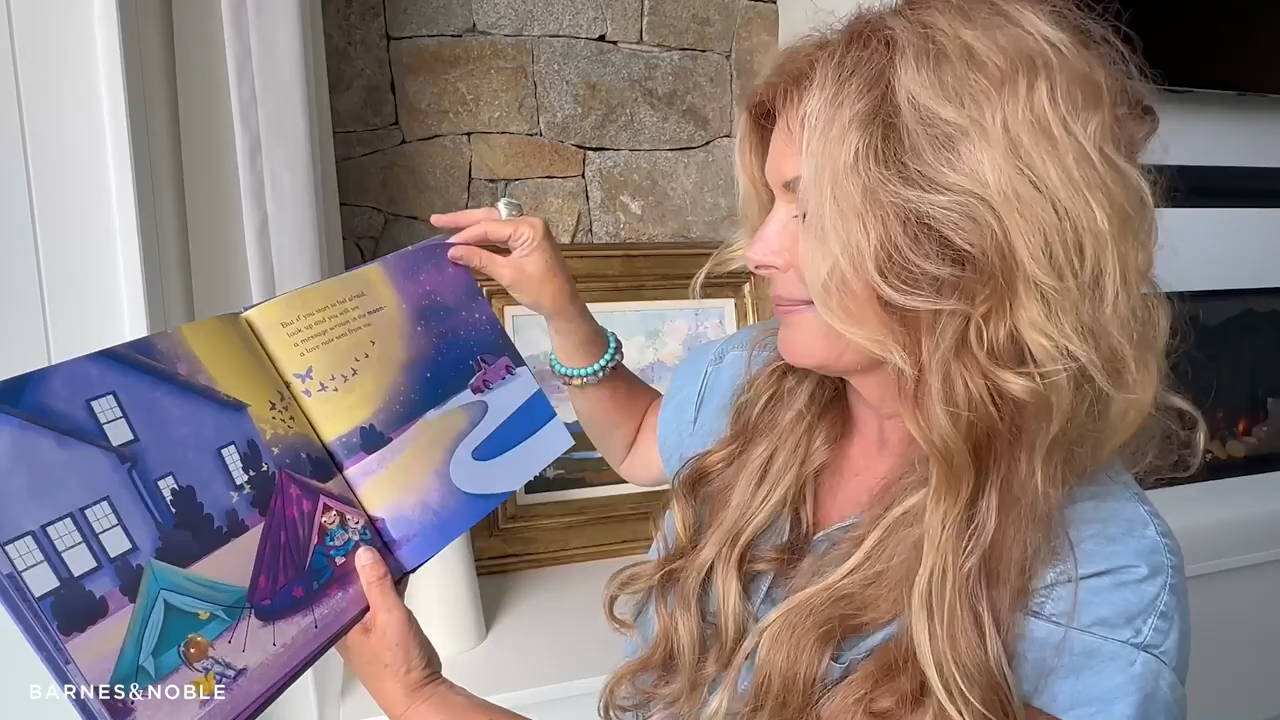 But if you start to feel afraid,
look up and you will see
a message written in the moon–
a love note sent from me.
BARNES&NOBLE